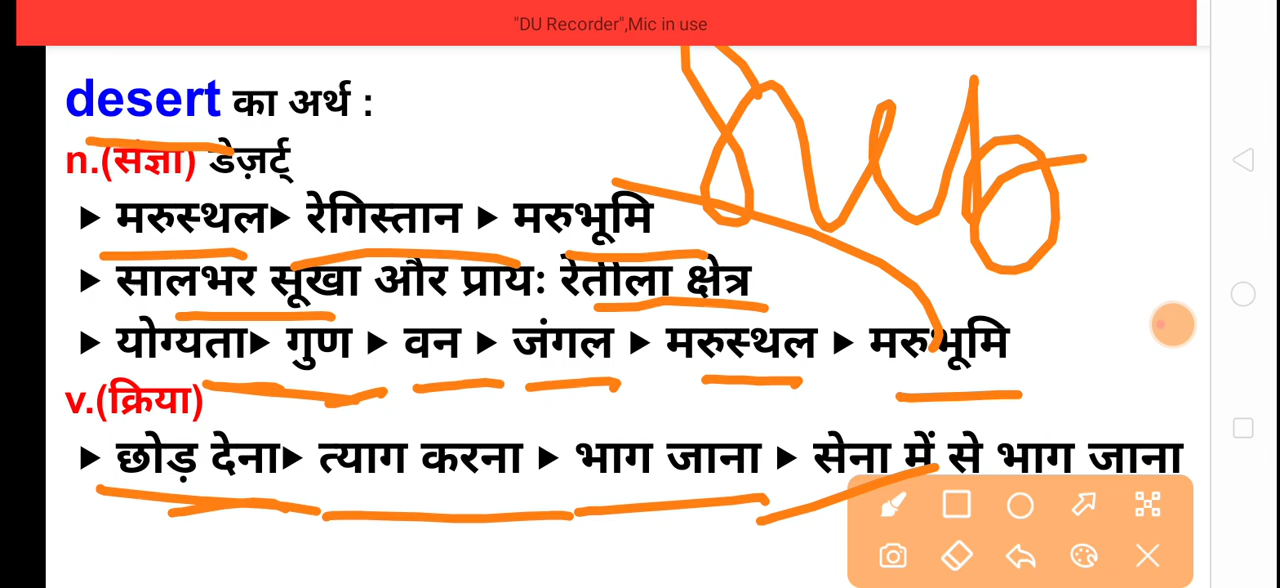 "DU Recorder",Mic in use
desert का अर्थ :
n.(संज्ञा) डेज़र्ट्
▶ मरुस्थल▶ रेगिस्तान ▶ मरुभूमि
▶ सालभर सूखा और प्रायः रेतीला क्षेत्र
▶ योग्यता▶ गुण ▶ वन ▶ जंगल ▶ मरुस्थल ▶ मरुभूमि
v.(क्रिया)
▶ छोड़ देना▶ त्याग करना ▶ भाग जाना ▶ सेना में से भाग जाना